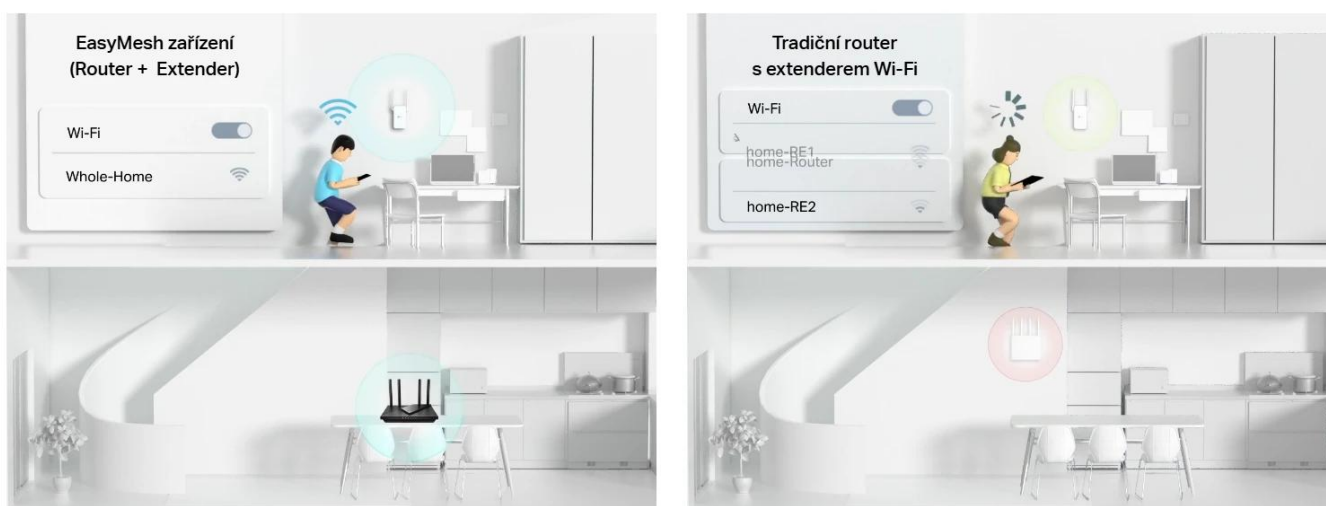 EasyMesh zařízení
(Router + Extender)
Wi-Fi
Whole-Home
Tradiční router
s extenderem Wi-Fi
Wi-Fi
home-RE1
home-Router
home-RE2